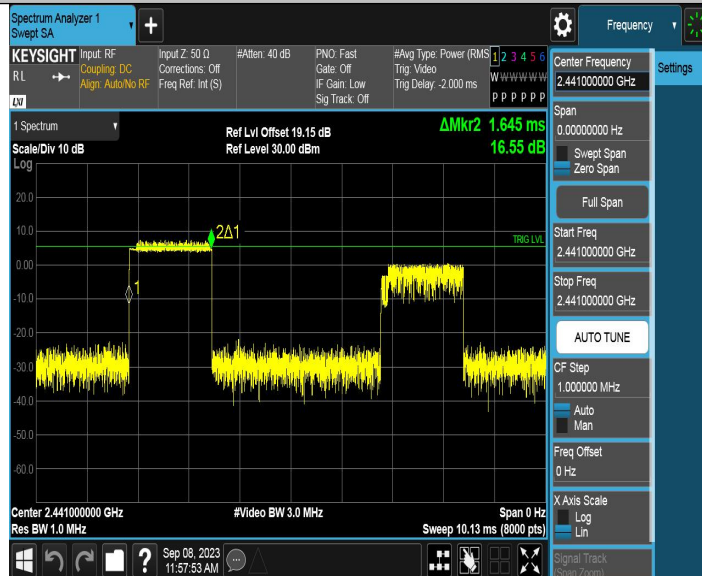 Spectrum Analyzer 1
Swept SA
Frequency
KEYSIGHT
RL
LXI
Input: RF
Coupling: DC
Align: Auto/No RF
Input Z: 50 Ω
Corrections: Off
Freq Ref: Int (S)
#Atten: 40 dB
PNO: Fast
Gate: Off
IF Gain: Low
Sig Track: Off
#Avg Type: Power (RMS
Trig: Video
Trig Delay: -2.000 ms
1 2 3 4 5 6
W W W W W W
P P P P P P
Center Frequency
2.441000000 GHz
Settings
Span
0.00000000 Hz
Swept Span
Zero Span
Full Span
Start Freq
2.441000000 GHz
Stop Freq
2.441000000 GHz
AUTO TUNE
CF Step
1.000000 MHz
Auto
Man
Freq Offset
0 Hz
X Axis Scale
Log
Lin
Signal Track
(Span Zoom)
1 Spectrum
Scale/Div 10 dB
Ref Lvl Offset 19.15 dB
Ref Level 30.00 dBm
ΔMkr2 1.645 ms
16.55 dB
Log
20.0
10.0
0.00
-10.0
-20.0
-30.0
-40.0
-50.0
-60.0
2Δ1
1
TRIG LVL
Center 2.441000000 GHz
#Video BW 3.0 MHz
Span 0 Hz
Res BW 1.0 MHz
Sweep 10.13 ms (8000 pts)
?
Sep 08, 2023
11:57:53 AM